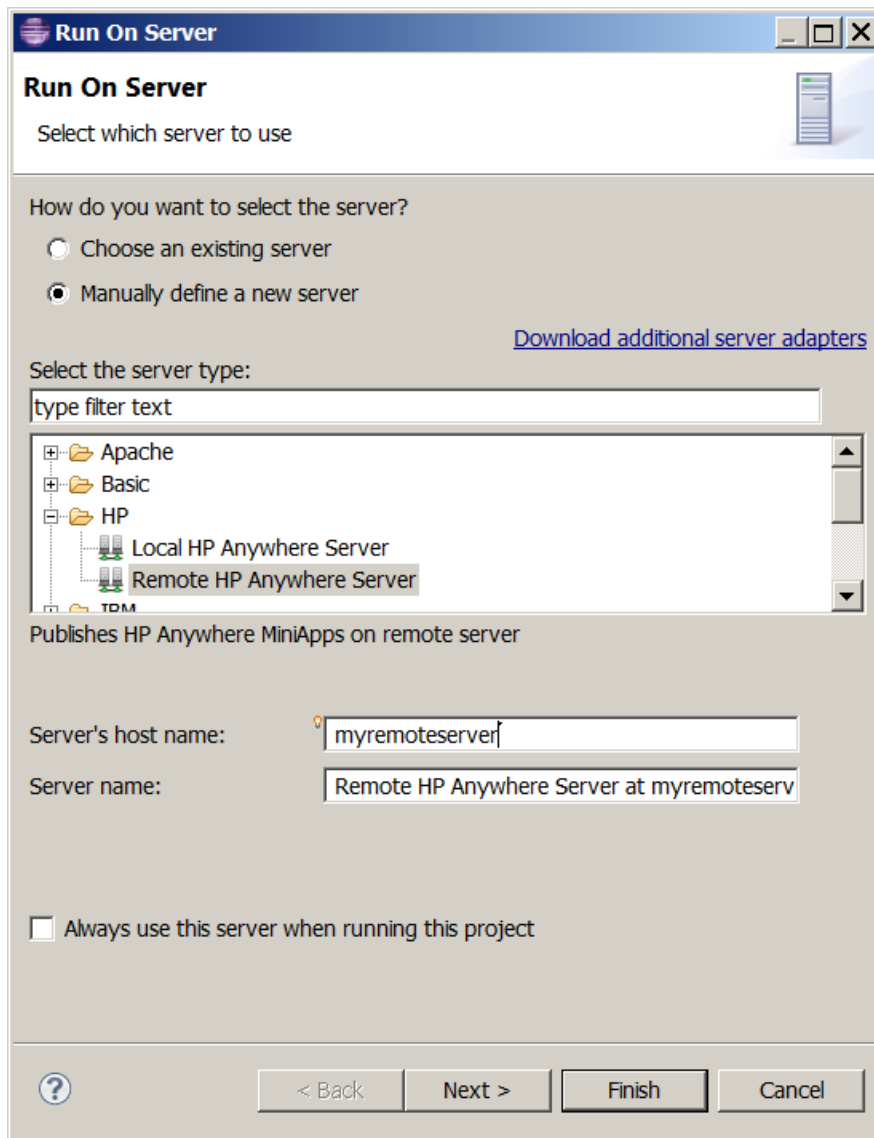 Run On Server
Run On Server
Select which server to use
How do you want to select the server?
Choose an existing server
Manually define a new server
Download additional server adapters
Select the server type:
type filter text
Apache
Basic
HP
Local HP Anywhere Server
Remote HP Anywhere Server
IBM
Publishes HP Anywhere MiniApps on remote server
Server's host name: myremoteserver
Server name: Remote HP Anywhere Server at myremoteserv
Always use this server when running this project
? < Back Next > Finish Cancel